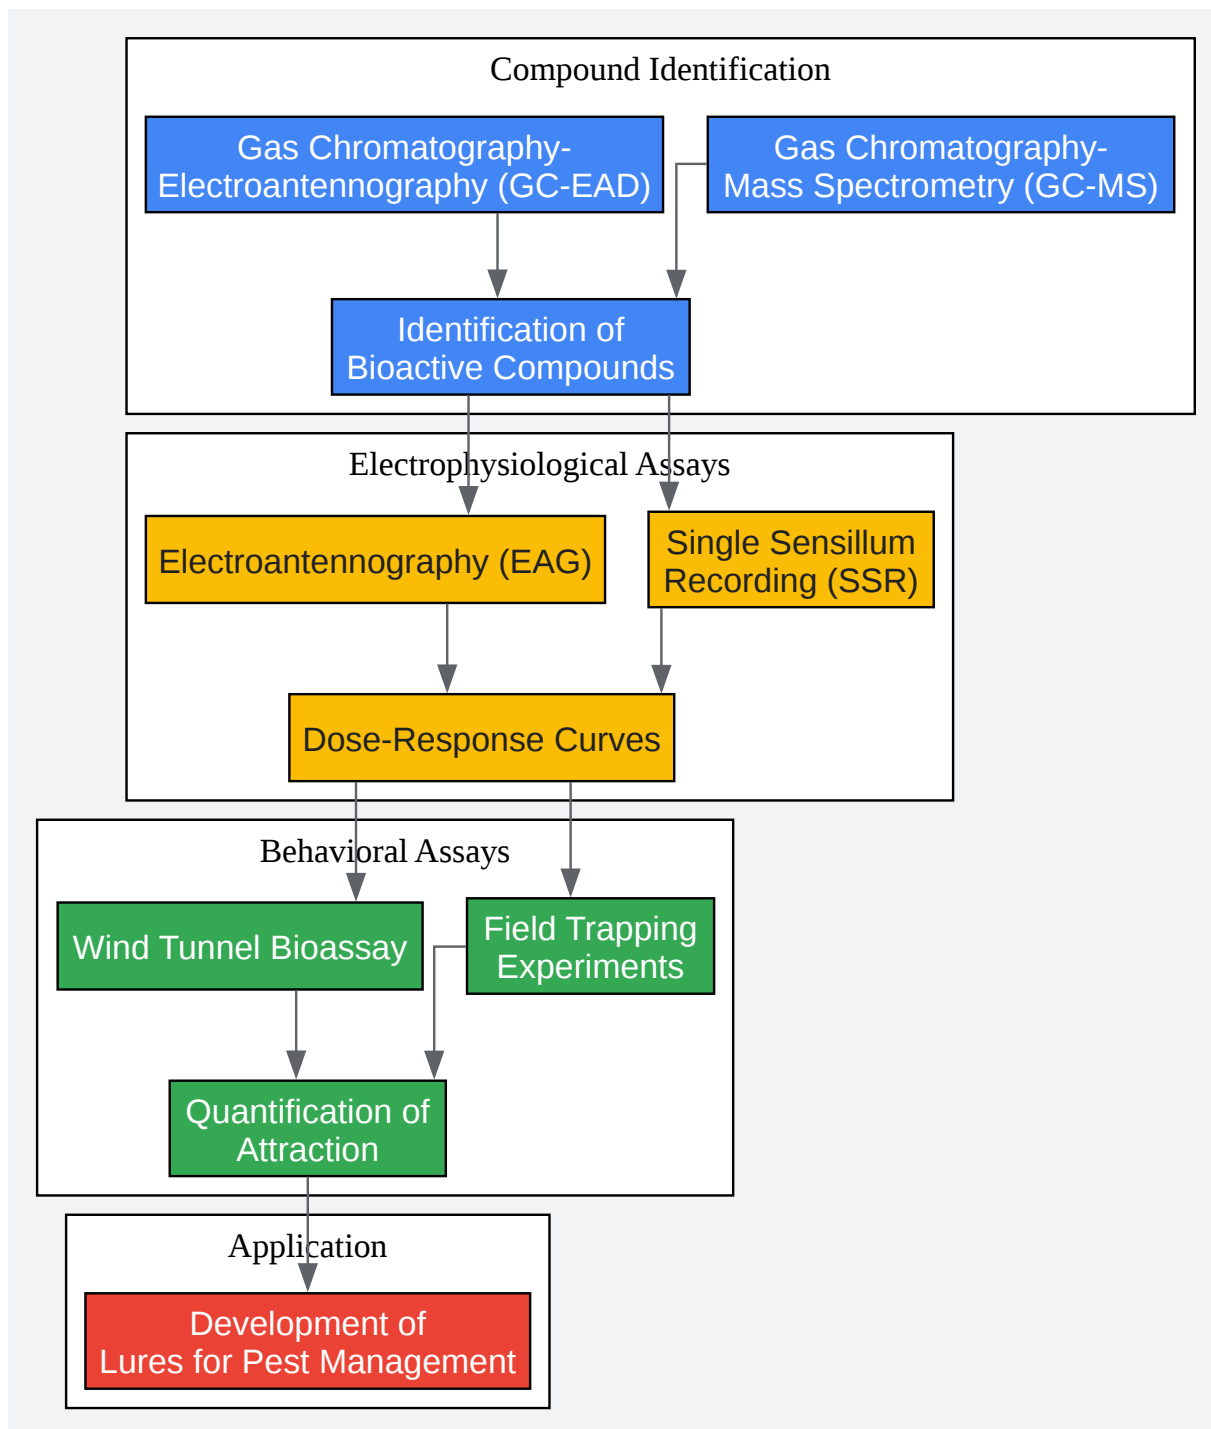 Compound Identification
Gas Chromatography-
Electroantennography (GC-EAD)
Gas Chromatography-
Mass Spectrometry (GC-MS)
Identification of
Bioactive Compounds
Electrophysiological Assays
Electroantennography (EAG)
Single Sensillum
Recording (SSR)
Dose-Response Curves
Behavioral Assays
Wind Tunnel Bioassay
Field Trapping
Experiments
Quantification of
Attraction
Application
Development of
Lures for Pest Management